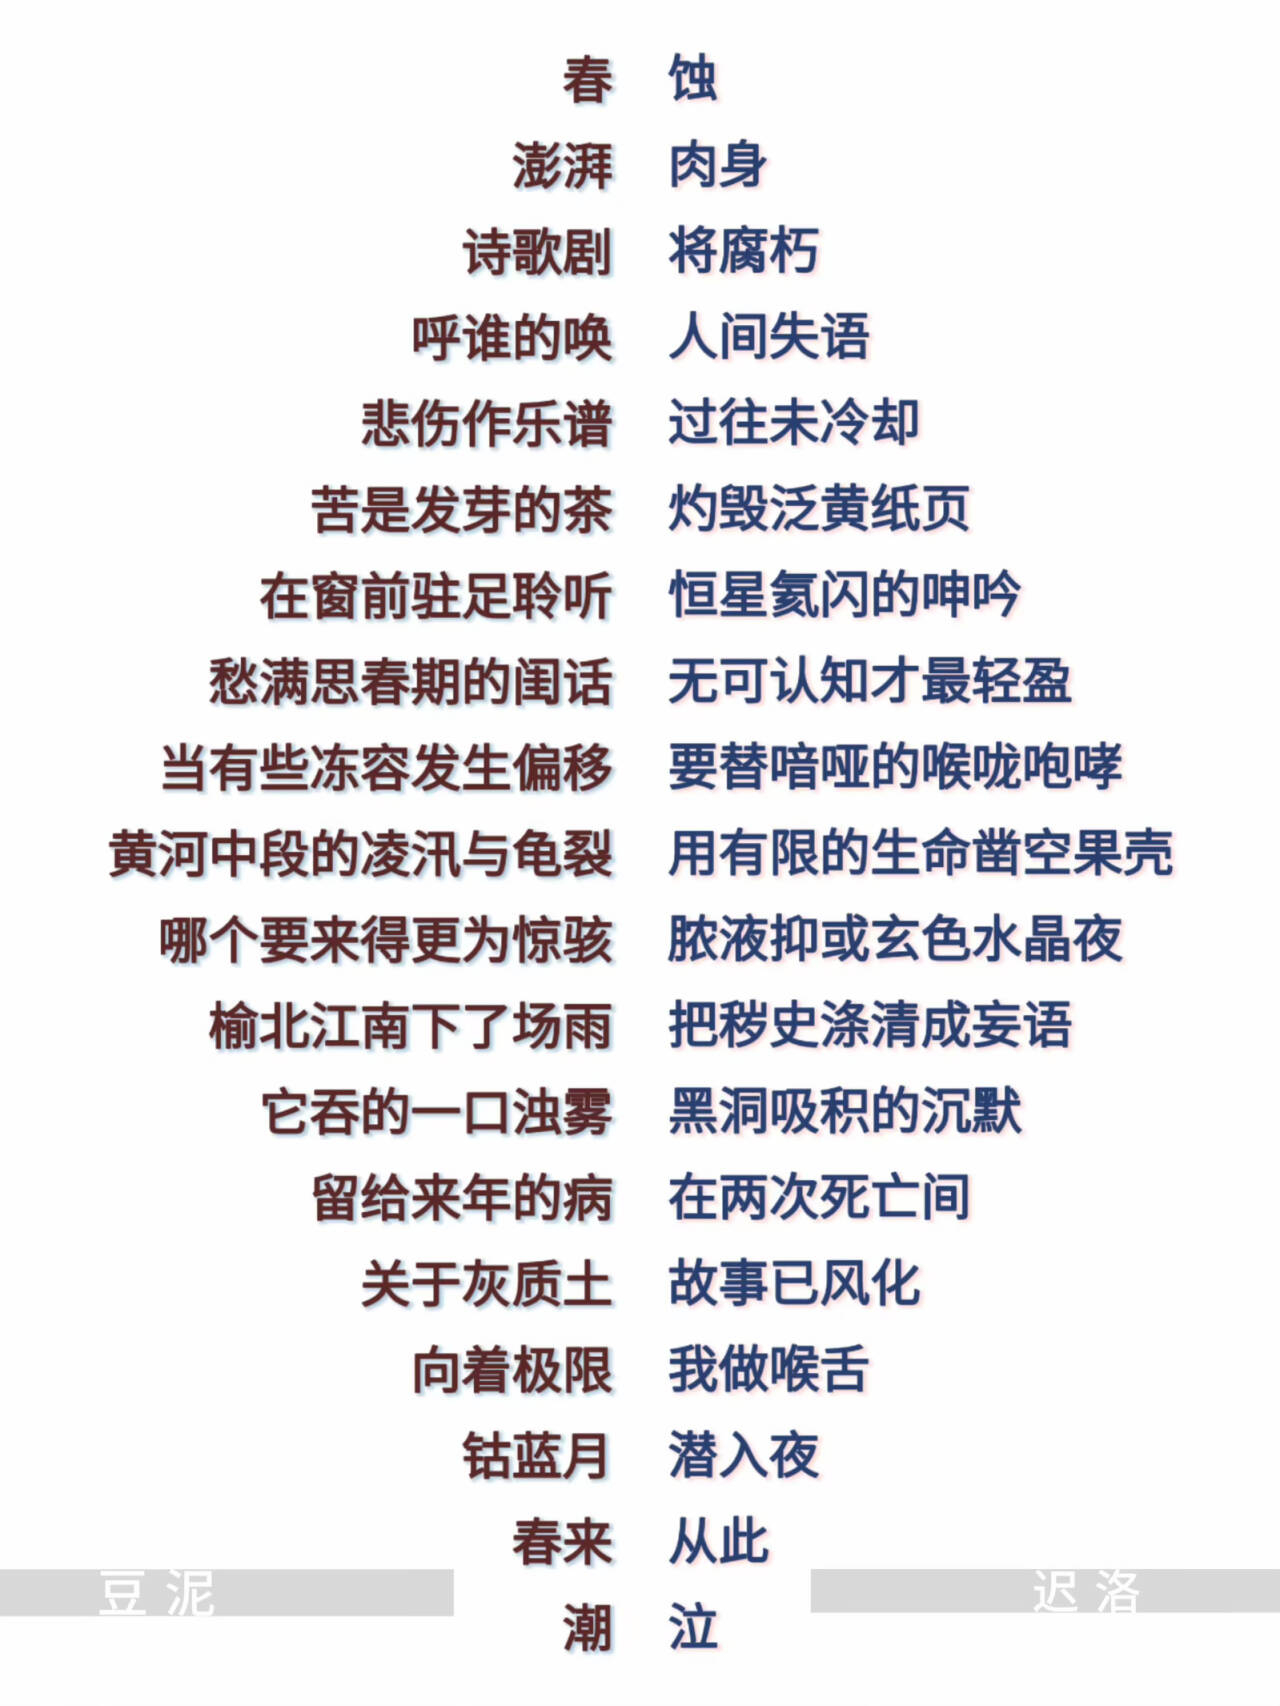 春 蚀
澎湃 肉身
诗歌剧 将腐朽
呼谁的唤 人间失语
悲伤作乐谱 过往未冷却
苦是发芽的茶 灼毁泛黄纸页
在窗前驻足聆听 恒星氦闪的呻吟
愁满思春期的闺话 无可认知才最轻盈
当有些冻容发生偏移 要替喑哑的喉咙咆哮
黄河中段的凌汛与龟裂 用有限的生命凿空果壳
哪个要来得更为惊骇 脓液抑或玄色水晶夜
榆北江南下了场雨 把秽史涤清成妄语
它吞的一口浊雾 黑洞吸积的沉默
留给来年的病 在两次死亡间
关于灰质土 故事已风化
向着极限 我做喉舌
钴蓝月 潜入夜
春来 从此
豆泥 迟洛
潮 泣